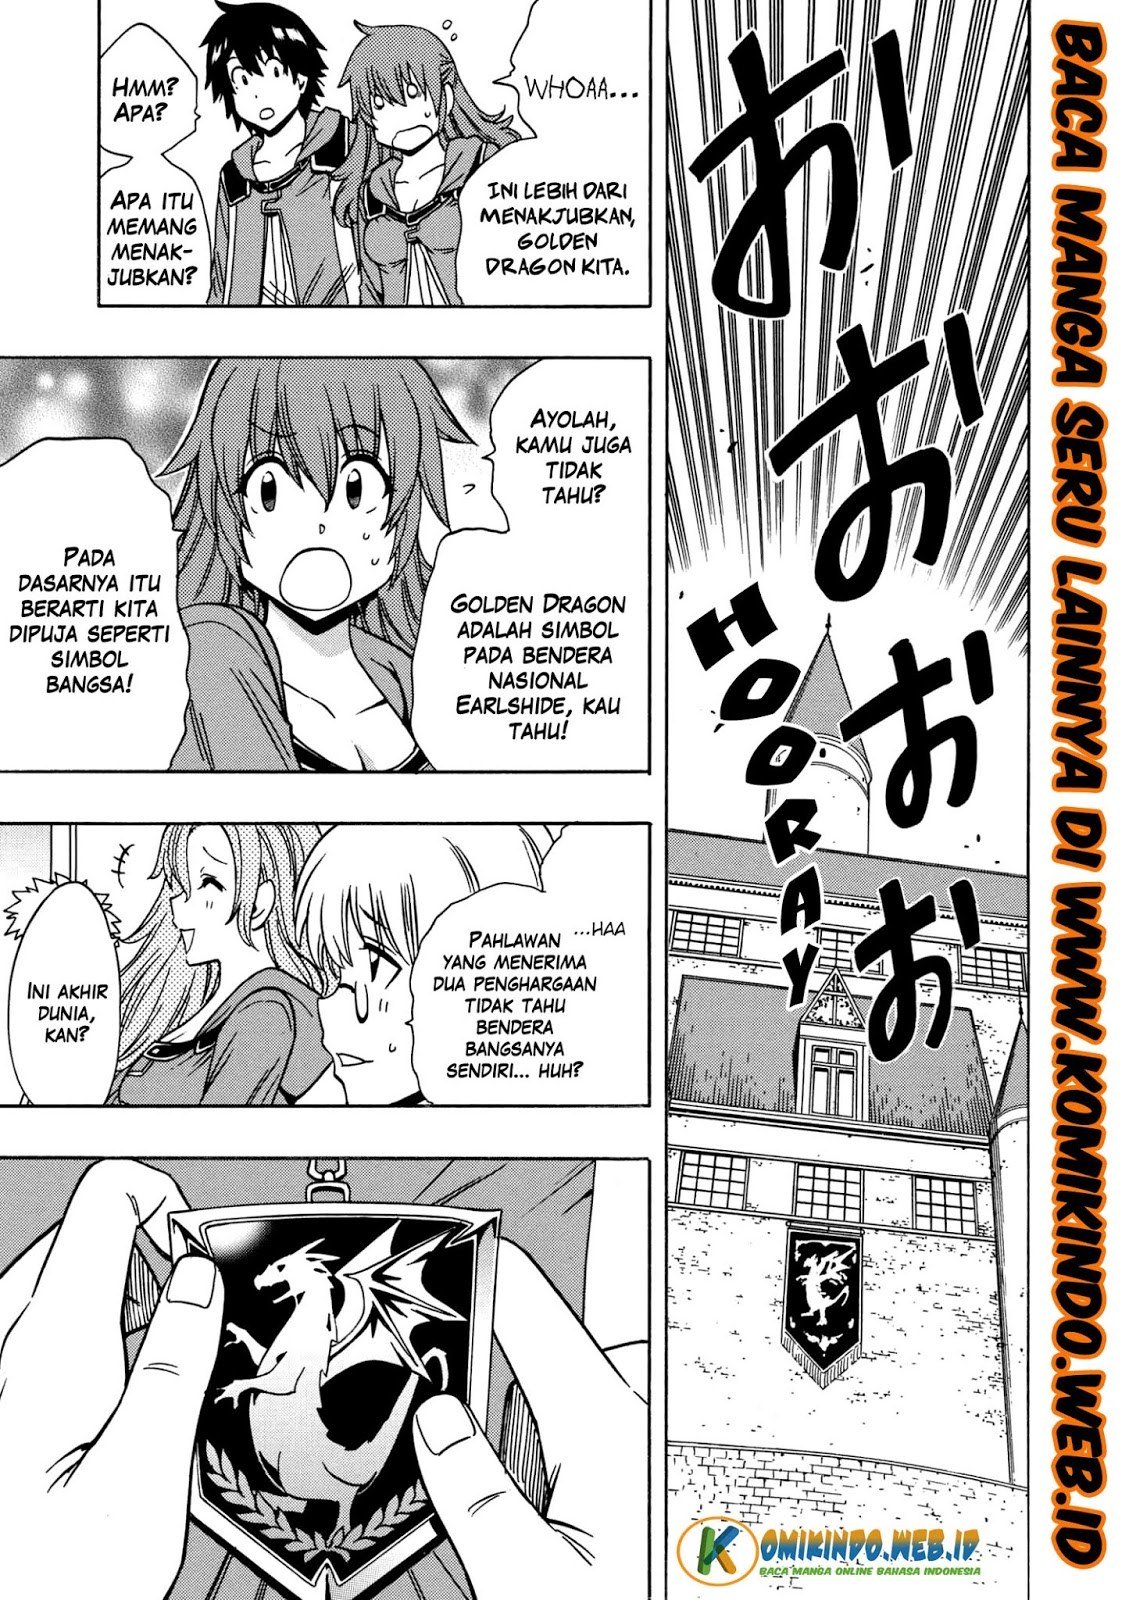 おおおお
HOORAY
WHOAA...
INI LEBIH DARI
MENAKJUBKAN,
GOLDEN
DRAGON KITA.
HMM?
APA?
APA ITU
MEMANG
MENAK-
JUBKAN?
AYOLAH,
KAMU JUGA
TIDAK
TAHU?
GOLDEN DRAGON
ADALAH SIMBOL
PADA BENDERA
NASIONAL
EARLSHIDE, KAU
TAHU!
PADA
DASARNYA ITU
BERARTI KITA
DIPUJA SEPERTI
SIMBOL
BANGSA!
...HAA
PAHLAWAN
YANG MENERIMA
DUA PENGHARGAAN
TIDAK TAHU
BENDERA
BANGSANYA
SENDIRI... HUH?
INI AKHIR
DUNIA,
KAN?
BACA MANGA SERU LAINNYA DI WWW.KOMIKINDO.WEB.ID
KOMIKINDO.WEB.ID
BACA MANGA ONLINE BAHASA INDONESIA